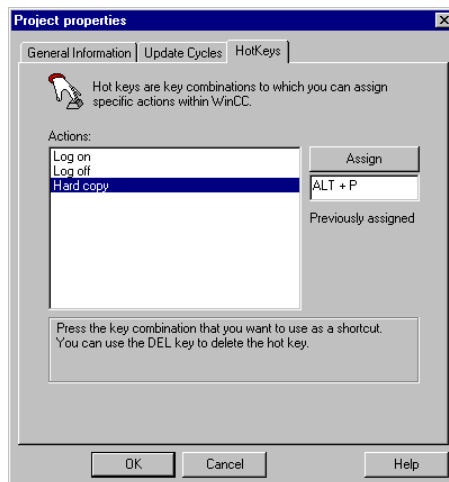 Project properties
General Information
Update Cycles
HotKeys
Hot keys are key combinations to which you can assign
specific actions within WinCC.
Actions:
Log on
Log off
Hard copy
Assign
ALT + P
Previously assigned
Press the key combination that you want to use as a shortcut.
You can use the DEL key to delete the hot key.
OK
Cancel
Help